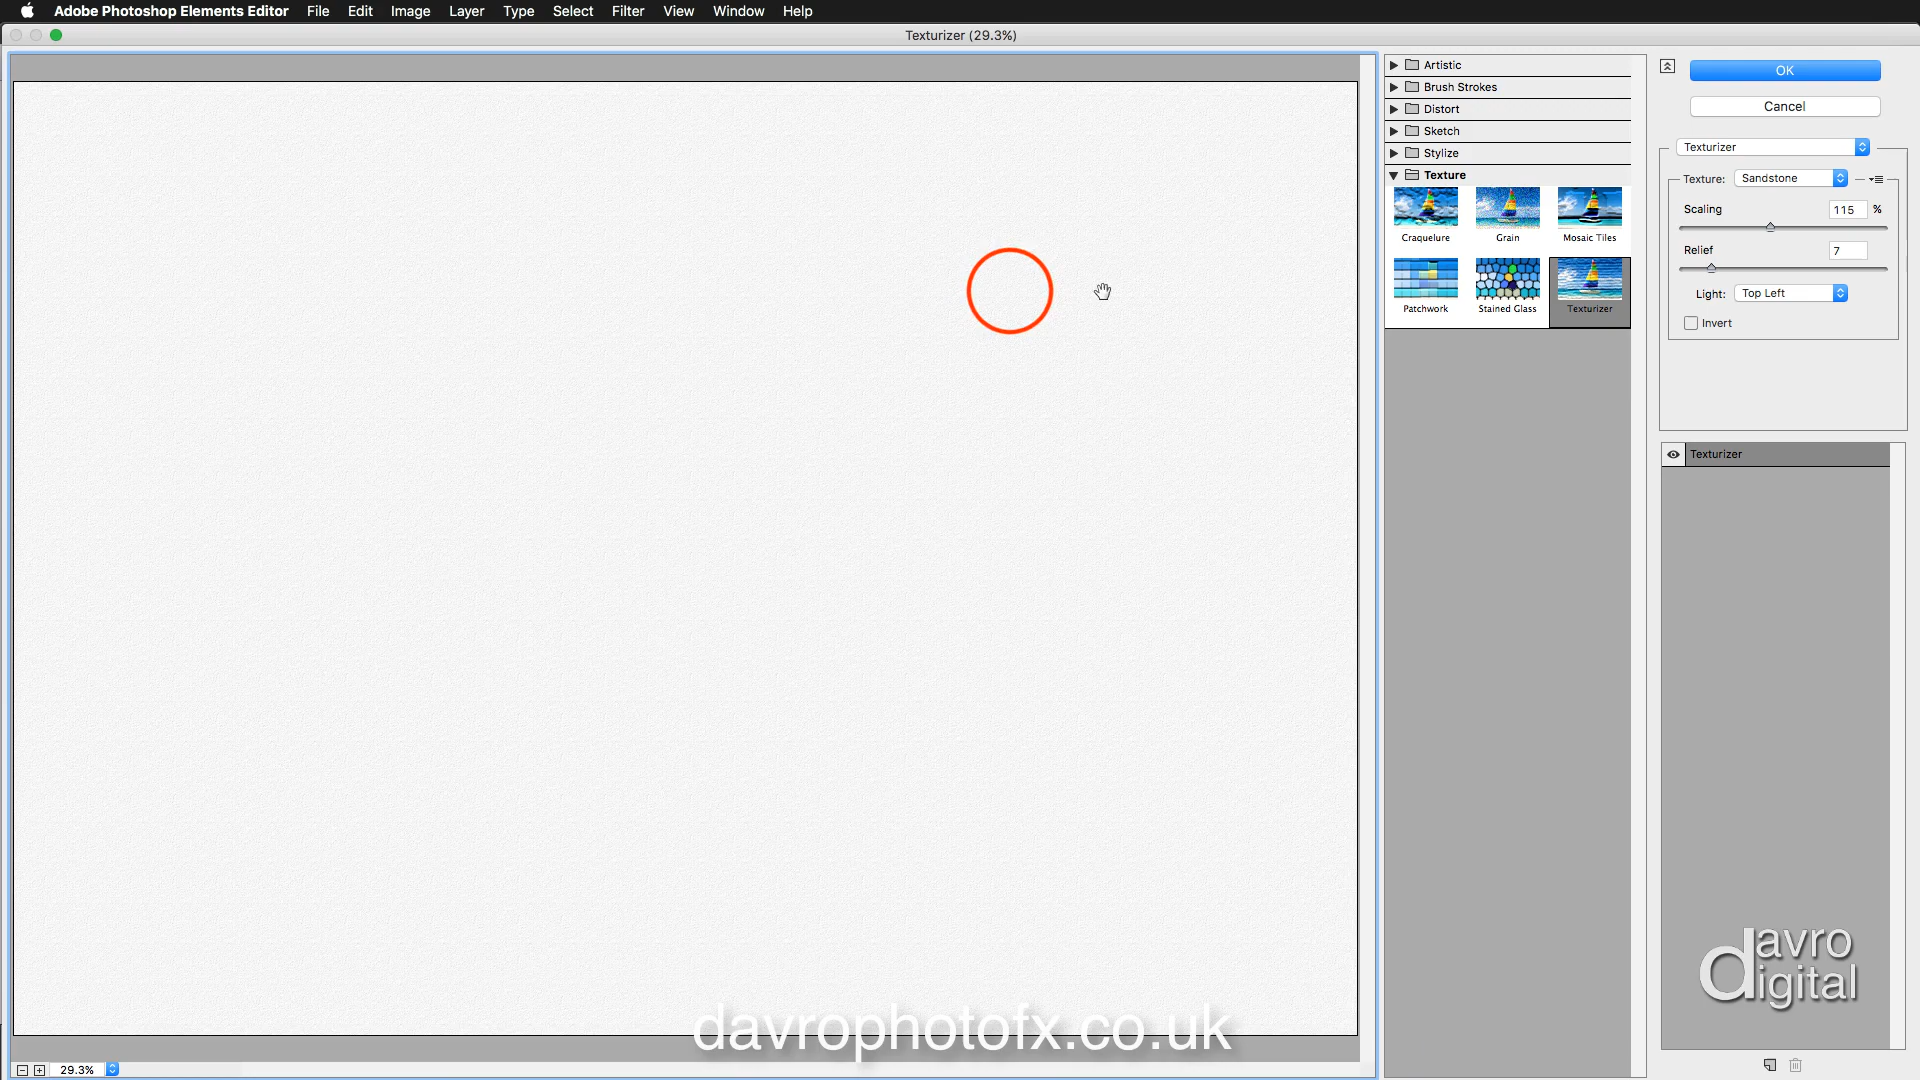 Adobe Photoshop Elements Editor File Edit Image Layer Type Select Filter View Window Help
Texturizer (29.3%)
Artistic
Brush Strokes
Distort
Sketch
Stylize
Texture
Craquelure Grain Mosaic Tiles
Patchwork Stained Glass Texturizer
OK
Cancel
Texturizer
Texture: Sandstone
Scaling 115 %
Relief 7
Light: Top Left
Invert
Texturizer
davro
digital
davrophotofx.co.uk
29.3%